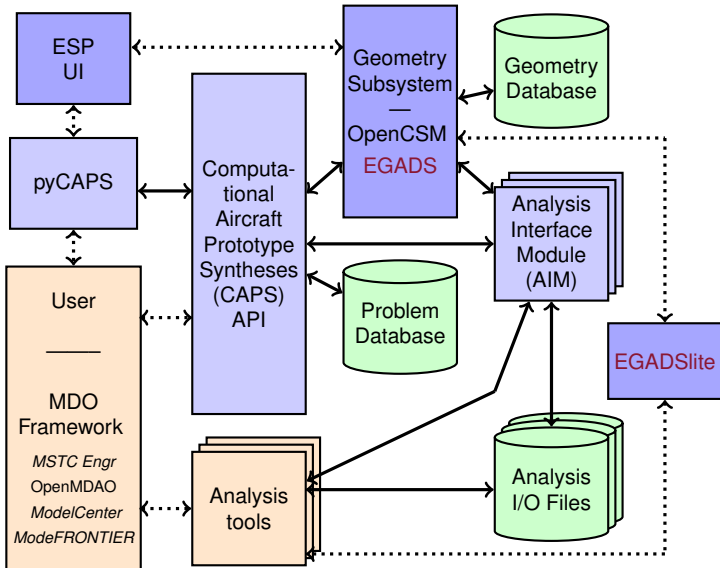 ESP
UI
pyCAPS
User
MDO
Framework
MSTC Engr
OpenMDAO
ModelCenter
ModeFRONTIER
Computa-
tional
Aircraft
Prototype
Syntheses
(CAPS)
API
Geometry
Subsystem
—
OpenCSM
EGADS
Geometry
Database
Analysis
Interface
Module
(AIM)
Problem
Database
EGADSlite
Analysis
tools
Analysis
I/O Files